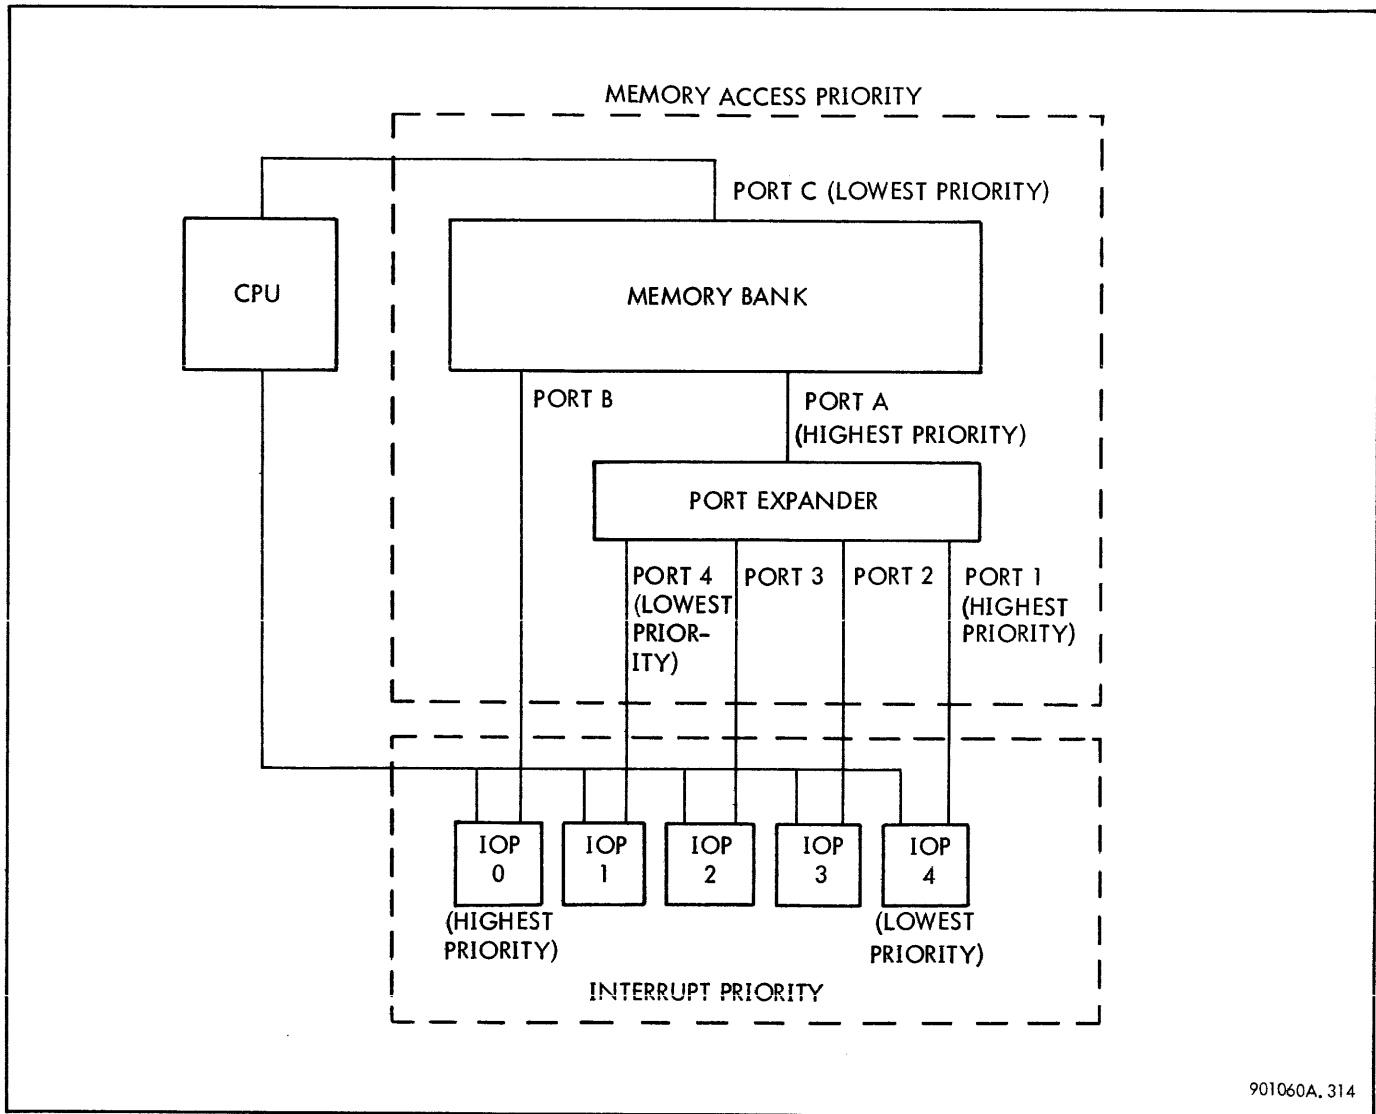 MEMORY ACCESS PRIORITY
PORT C (LOWEST PRIORITY)
CPU
MEMORY BANK
PORT B
PORT A
(HIGHEST PRIORITY)
PORT EXPANDER
PORT 4
(LOWEST
PRIOR-
ITY)
PORT 3
PORT 2
PORT 1
(HIGHEST
PRIORITY)
IOP
0
IOP
1
IOP
2
IOP
3
IOP
4
(HIGHEST
PRIORITY)
(LOWEST
PRIORITY)
INTERRUPT PRIORITY
901060A.314